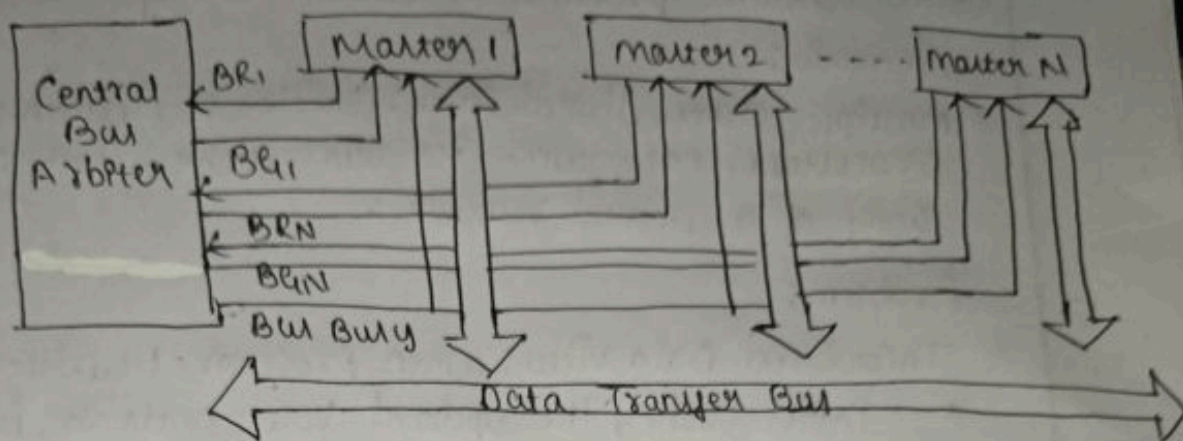 Master 1
Master 2
.....
Master N
Central
Bus
Arbiter
BR1
BG1
BRN
BGN
Bus Busy
Data Transfer Bus